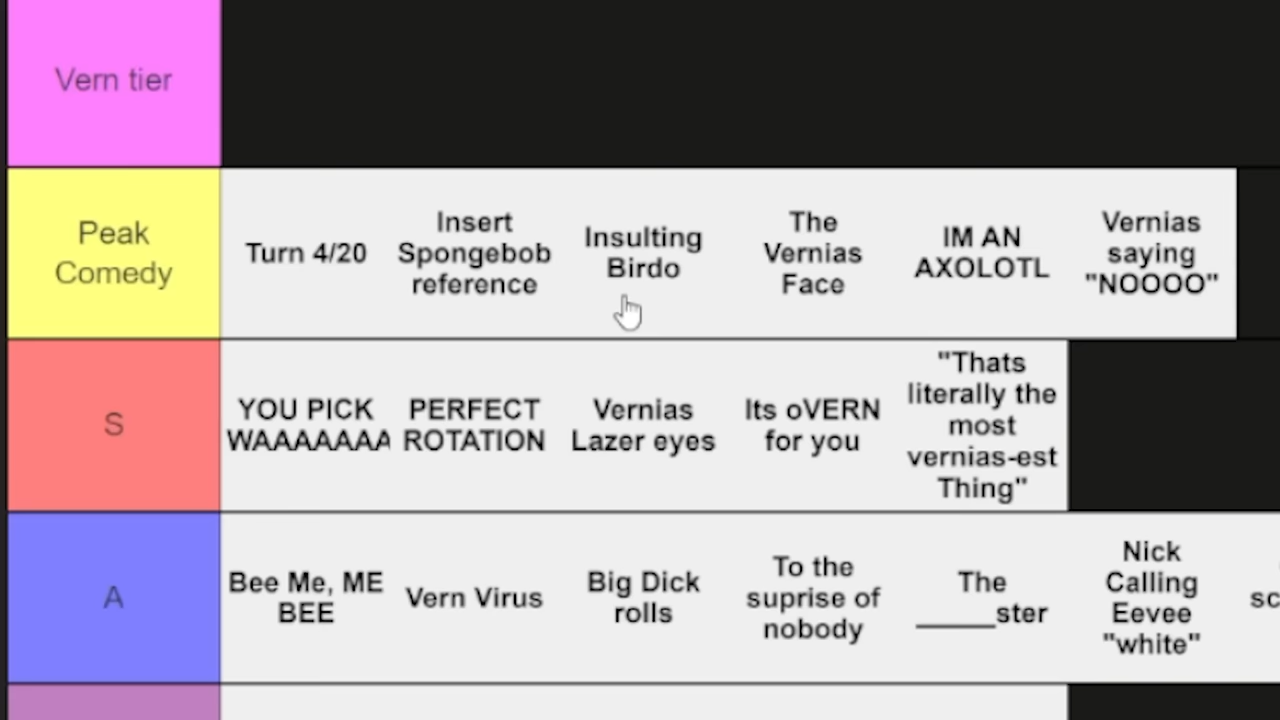 Vern tier
Peak
Comedy
Turn 4/20
Insert
Spongebob
reference
Insulting
Birdo
The
Vernias
Face
IM AN
AXOLOTL
Vernias
saying
"NOOOO"
S
YOU PICK
WAAAAAAA
PERFECT
ROTATION
Vernias
Lazer eyes
Its oVERN
for you
"Thats
literally the
most
vernias-est
Thing"
A
Bee Me, ME
BEE
Vern Virus
Big Dick
rolls
To the
suprise of
nobody
The
_____ster
Nick
Calling
Eevee
"white"